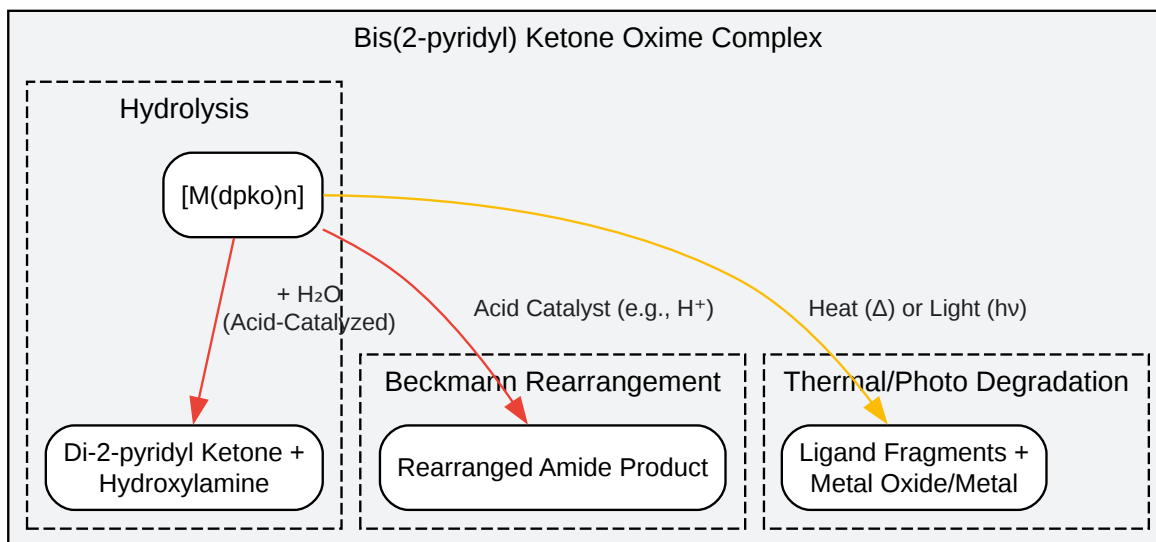 Bis(2-pyridyl) Ketone Oxime Complex
Hydrolysis
[M(dpko)n]
+ H₂O
(Acid-Catalyzed)
Acid Catalyst (e.g., H⁺)
Heat (Δ) or Light (hν)
Beckmann Rearrangement
Thermal/Photo Degradation
Di-2-pyridyl Ketone +
Hydroxylamine
Rearranged Amide Product
Ligand Fragments +
Metal Oxide/Metal